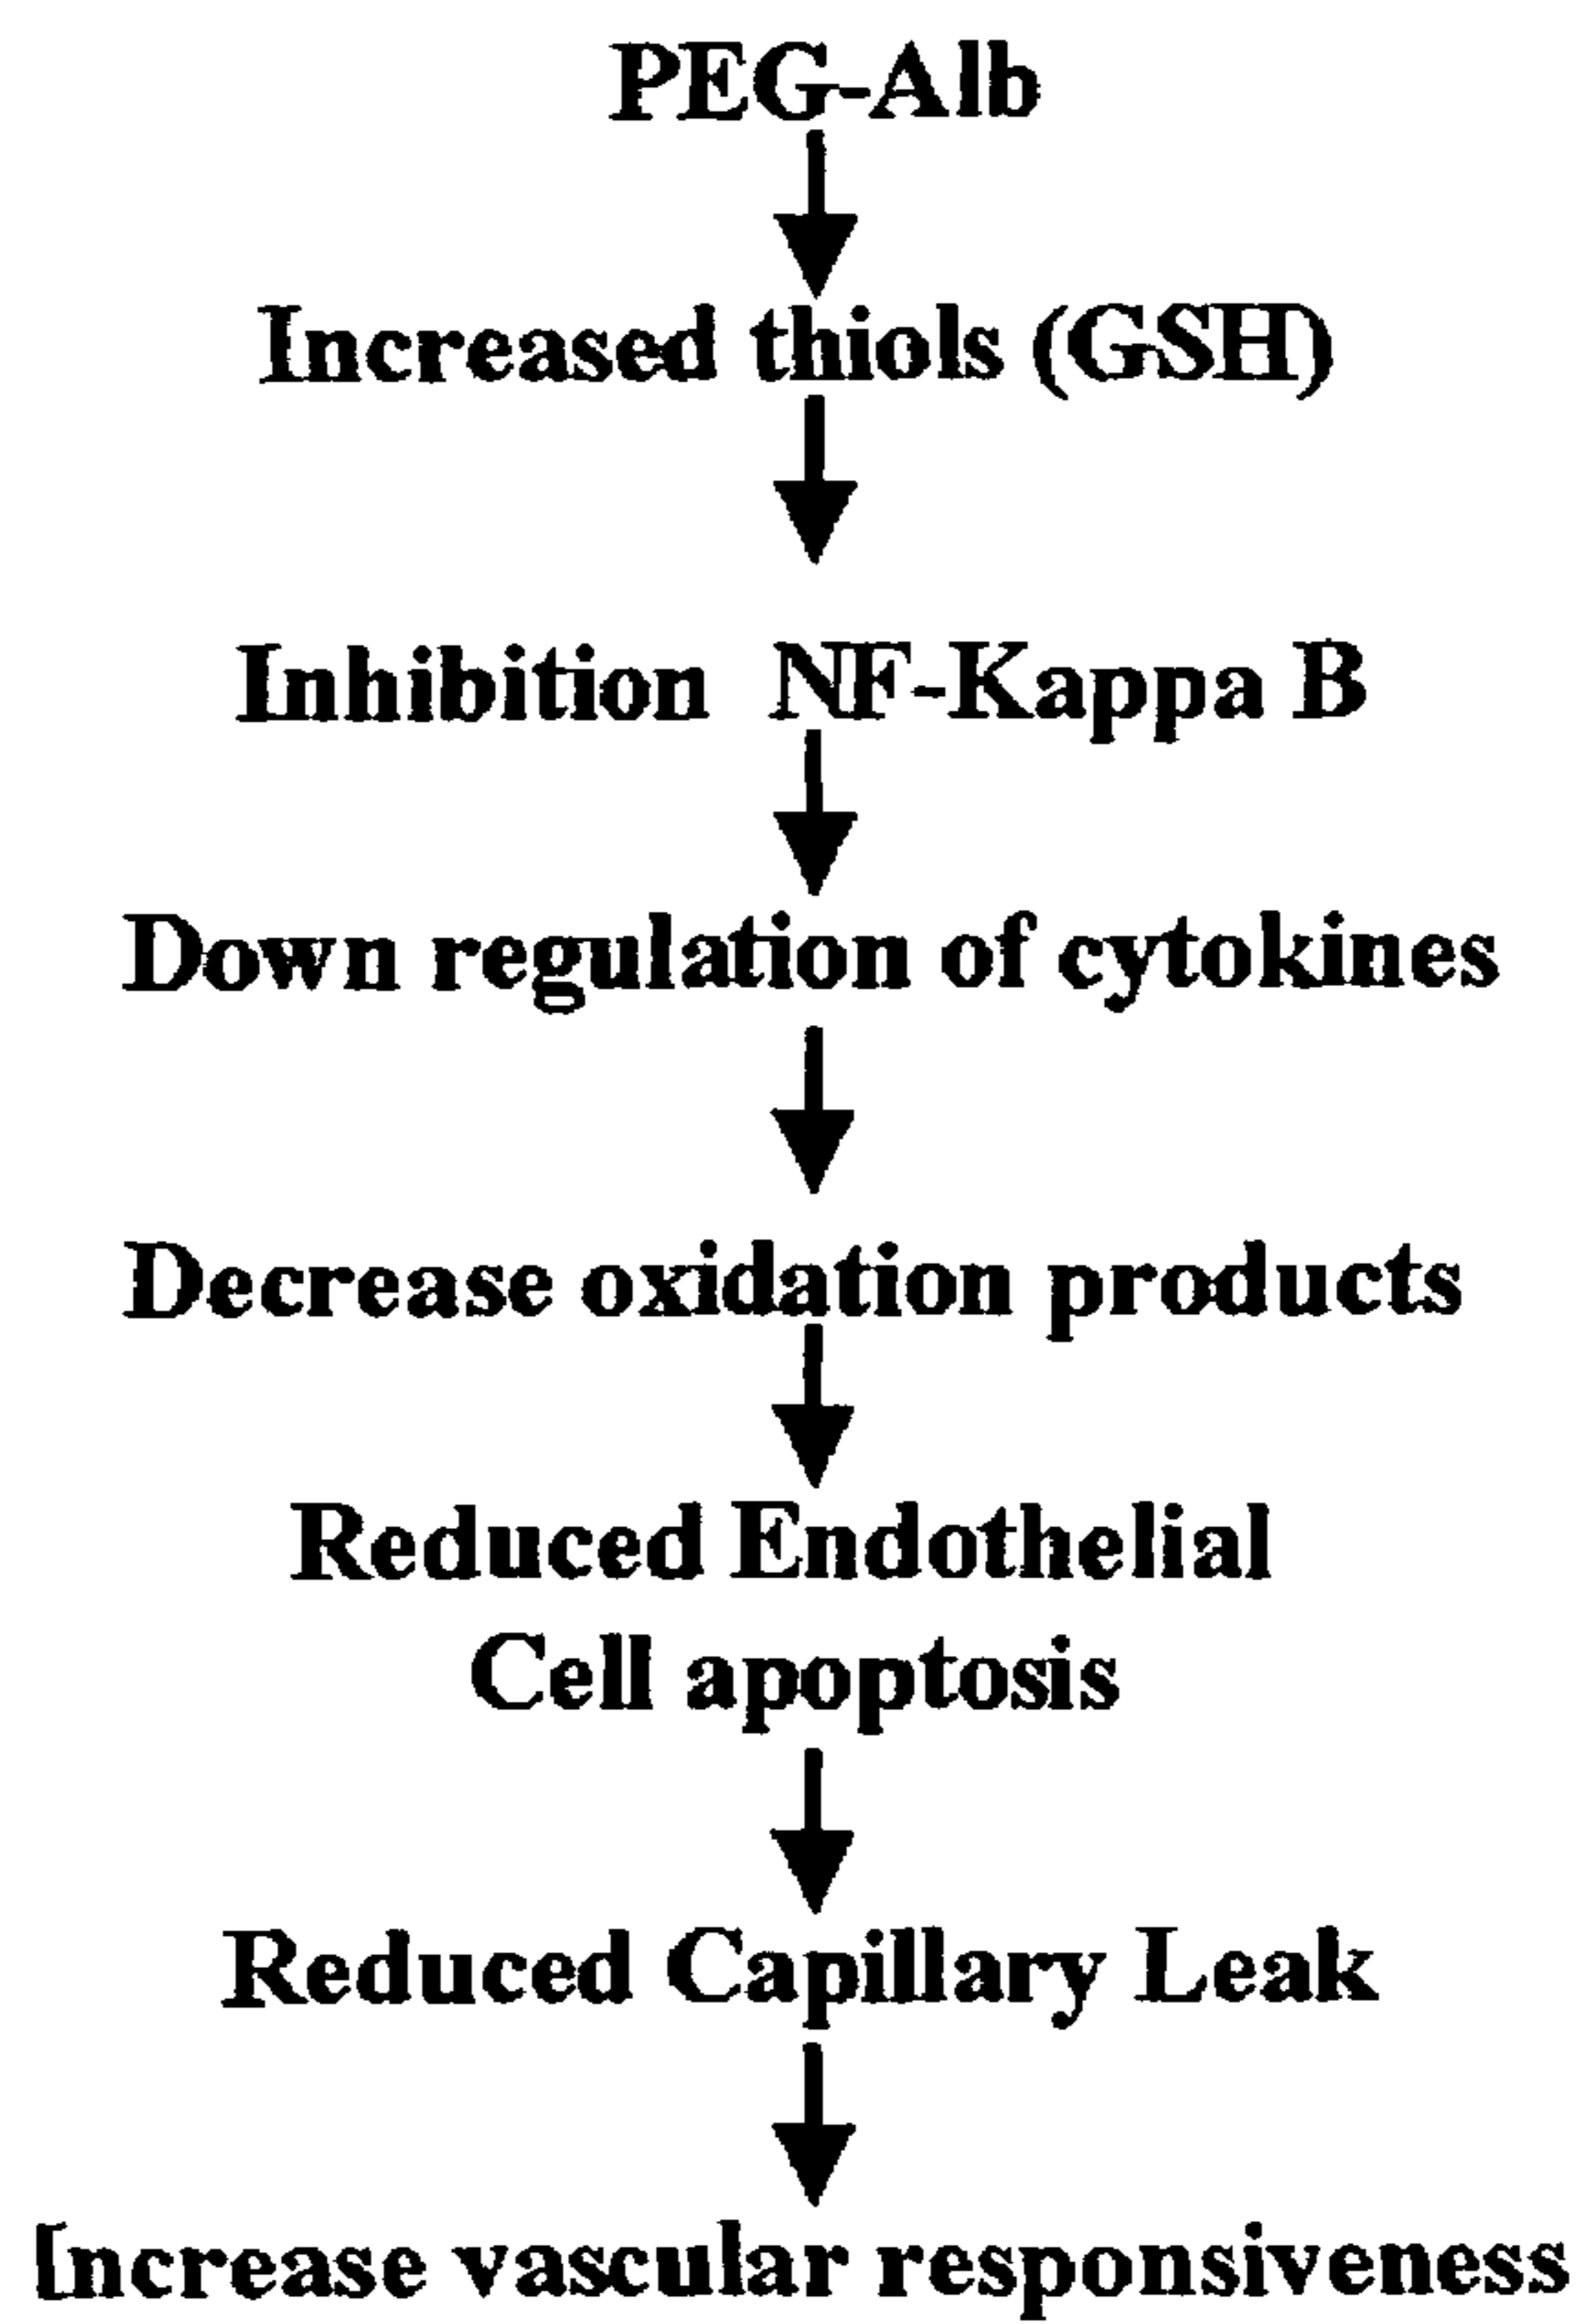 PEG-Alb
Increased thiols (GSH)
Inhibition NF-Kappa B
Down regulation of cytokines
Decrease oxidation products
Reduced Endothelial
Cell apoptosis
Reduced Capillary Leak
Increase vascular responsiveness